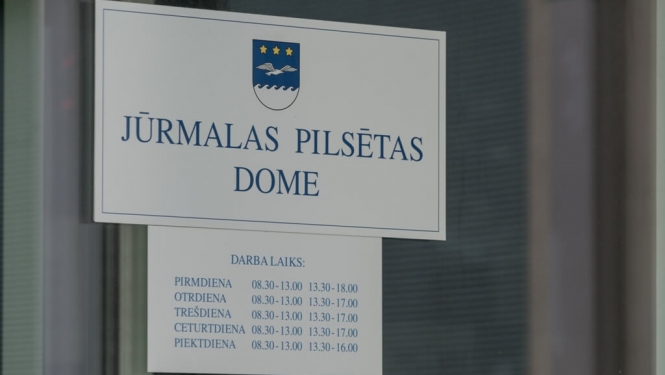 JŪRMALAS PILSĒTAS
DOME
DARBA LAIKS:
PIRMDIENA 08.30-13.00 13.30-18.00
OTRDIENA 08.30-13.00 13.30-17.00
TREŠDIENA 08.30-13.00 13.30-17.00
CETURTDIENA 08.30-13.00 13.30-17.00
PIEKTDIENA 08.30-13.00 13.30-16.00